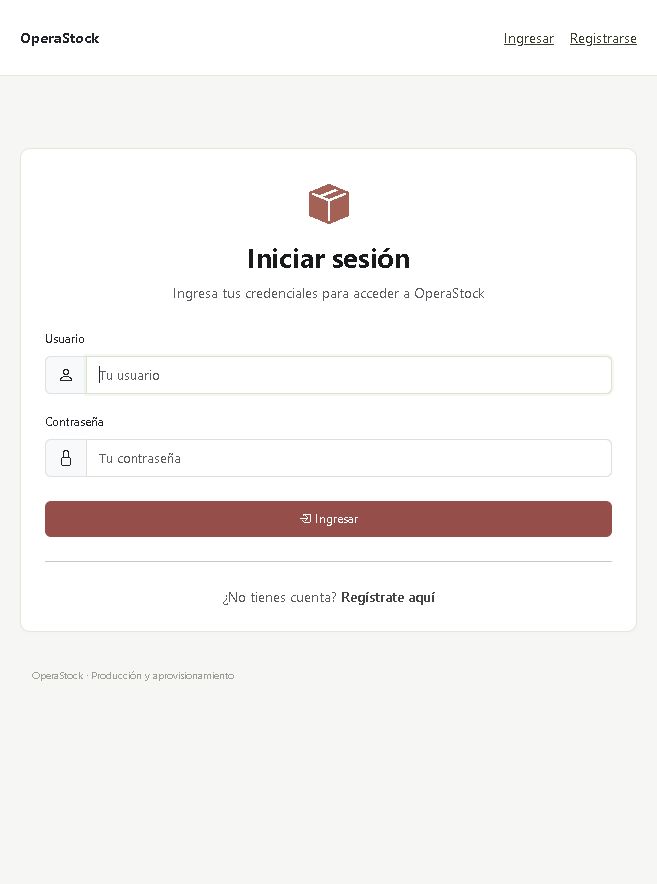 OperaStock
Ingresar Registrarse
Iniciar sesión
Ingresa tus credenciales para acceder a OperaStock
Usuario
Tu usuario
Contraseña
Tu contraseña
Ingresar
¿No tienes cuenta? Regístrate aquí
OperaStock · Producción y aprovisionamiento